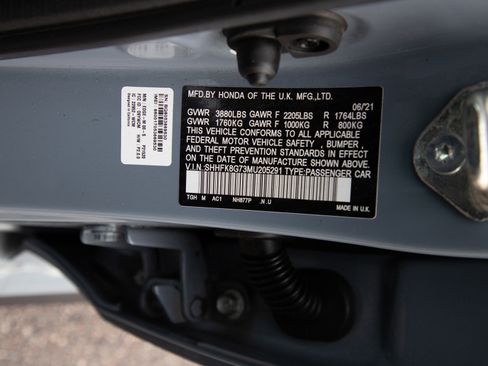 MFD.BY HONDA OF THE U.K.MFG.,LTD.
06/21
GVWR 3880LBS GAWR F 2205LBS R 1764LBS
GVWR 1760KG GAWR F 1000KG R 800KG
THIS VEHICLE CONFORMS TO ALL APPLICABLE
FEDERAL MOTOR VEHICLE SAFETY , BUMPER ,
AND THEFT PREVENTION STANDARDS IN EFFECT
ON THE DATE OF MANUFACTURE SHOWN ABOVE .
V.I.N:SHHFK8G73MU205291 TYPE:PASSENGER CAR
TGH M AC1 NH877P .N.U MADE IN U.K.